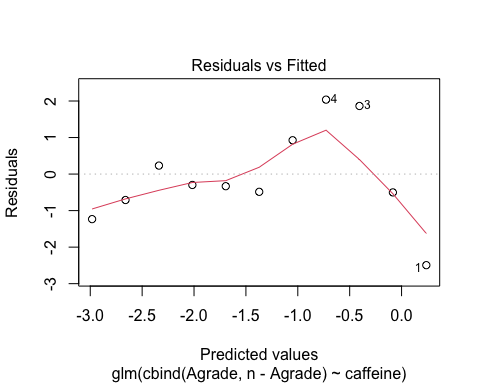 Residuals vs Fitted
Residuals
2
1
0
-1
-2
-3
4
3
1
-3.0 -2.5 -2.0 -1.5 -1.0 -0.5 0.0
Predicted values
glm(cbind(Agrade, n - Agrade) ~ caffeine)